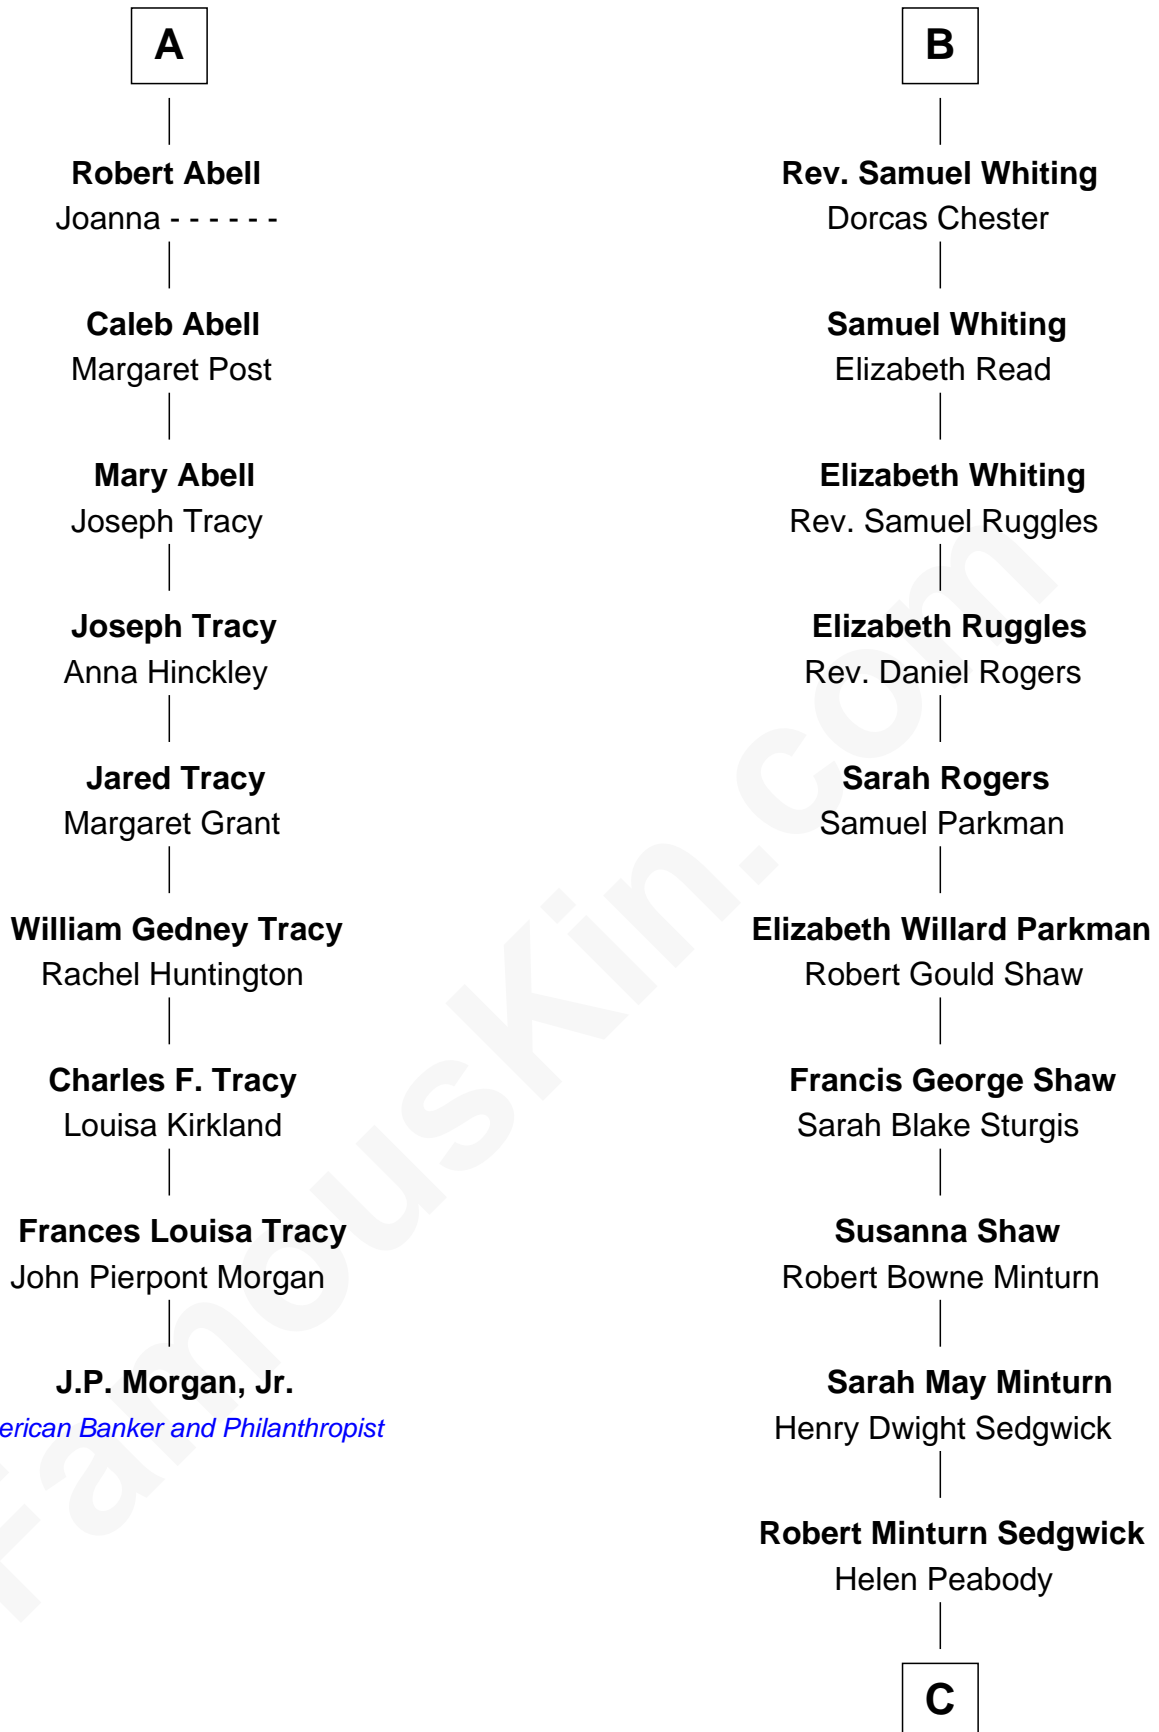 A
Robert Abell
Joanna - - - - - -
Caleb Abell
Margaret Post
Mary Abell
Joseph Tracy
Joseph Tracy
Anna Hinckley
Jared Tracy
Margaret Grant
William Gedney Tracy
Rachel Huntington
Charles F. Tracy
Louisa Kirkland
Frances Louisa Tracy
John Pierpont Morgan
J.P. Morgan, Jr.
erican Banker and Philanthropist
B
Rev. Samuel Whiting
Dorcas Chester
Samuel Whiting
Elizabeth Read
Elizabeth Whiting
Rev. Samuel Ruggles
Elizabeth Ruggles
Rev. Daniel Rogers
Sarah Rogers
Samuel Parkman
Elizabeth Willard Parkman
Robert Gould Shaw
Francis George Shaw
Sarah Blake Sturgis
Susanna Shaw
Robert Bowne Minturn
Sarah May Minturn
Henry Dwight Sedgwick
Robert Minturn Sedgwick
Helen Peabody
C
FamousKin.com